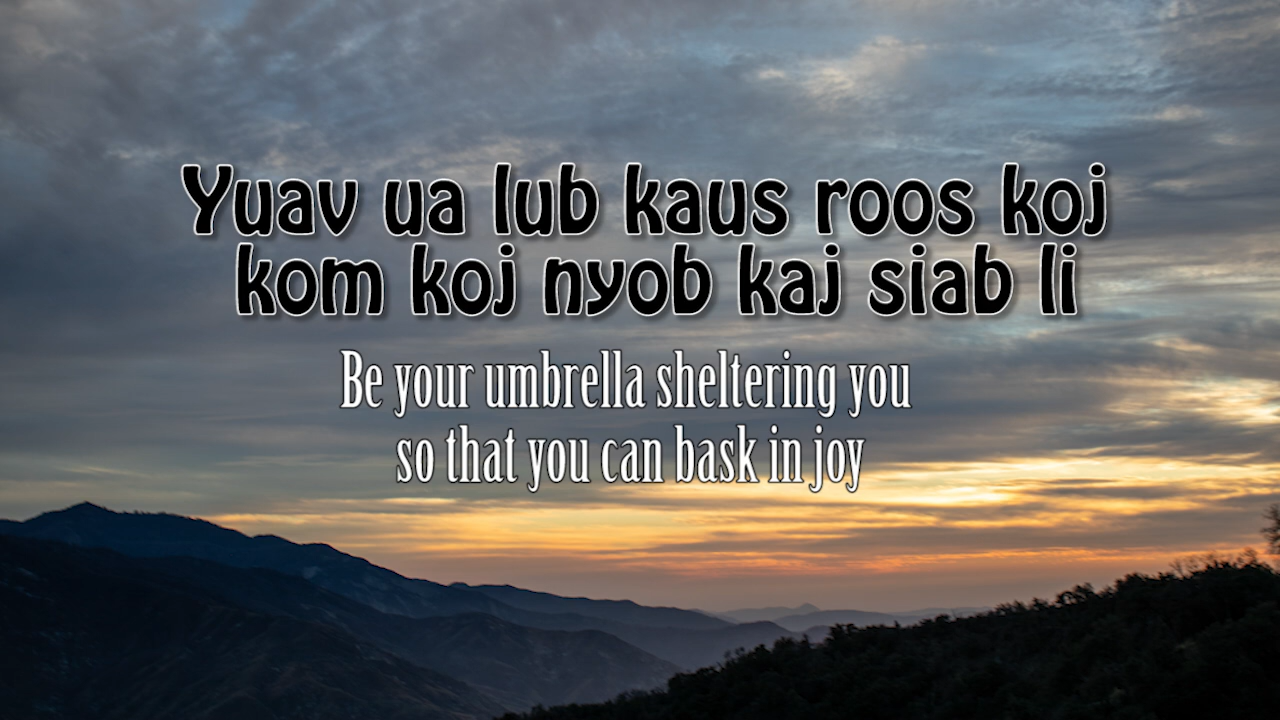 Yuav ua lub kaus roos koj
kom koj nyob kaj siab li
Be your umbrella sheltering you
so that you can bask in joy